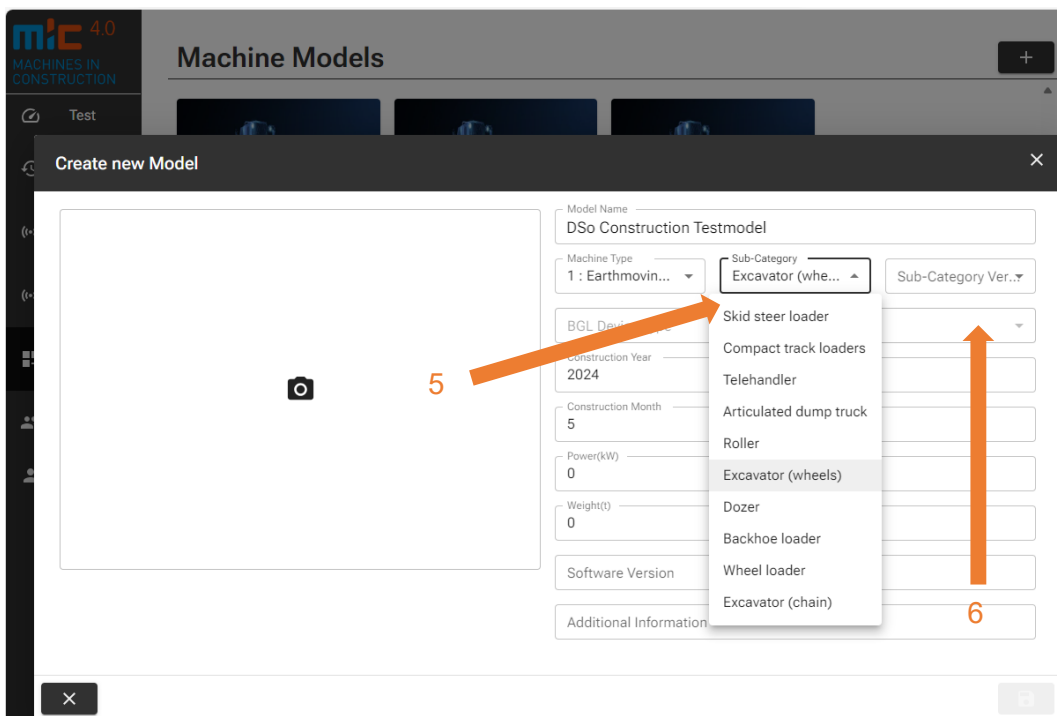 mic 4.0
MACHINES IN
CONSTRUCTION
Machine Models
Test
Create new Model
Model Name
DSo Construction Testmodel
Machine Type
1 : Earthmovin...
Sub-Category
Excavator (whe...
Sub-Category Ver...
Skid steer loader
Compact track loaders
Telehandler
Articulated dump truck
Roller
Excavator (wheels)
Dozer
Backhoe loader
Wheel loader
Excavator (chain)
BGL
Construction Year
2024
Construction Month
5
Power(kW)
0
Weight(t)
0
Software Version
Additional Information
5
6